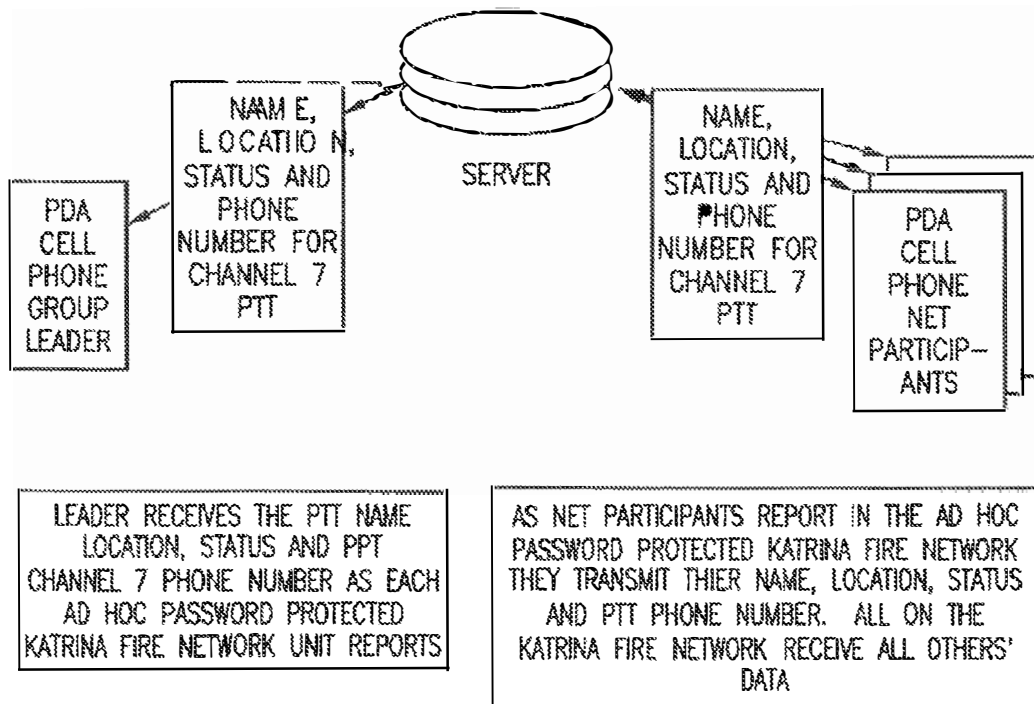 NAME,
LOCATION,
STATUS AND
PHONE
NUMBER FOR
CHANNEL 7
PTT
SERVER
NAME,
LOCATION,
STATUS AND
PHONE
NUMBER FOR
CHANNEL 7
PTT
PDA
CELL
PHONE
GROUP
LEADER
PDA
CELL
PHONE
NET
PARTICIP-
ANTS
LEADER RECEIVES THE PTT NAME
LOCATION, STATUS AND PPT
CHANNEL 7 PHONE NUMBER AS EACH
AD HOC PASSWORD PROTECTED
KATRINA FIRE NETWORK UNIT REPORTS
AS NET PARTICIPANTS REPORT IN THE AD HOC
PASSWORD PROTECTED KATRINA FIRE NETWORK
THEY TRANSMIT THIER NAME, LOCATION, STATUS
AND PTT PHONE NUMBER. ALL ON THE
KATRINA FIRE NETWORK RECEIVE ALL OTHERS'
DATA